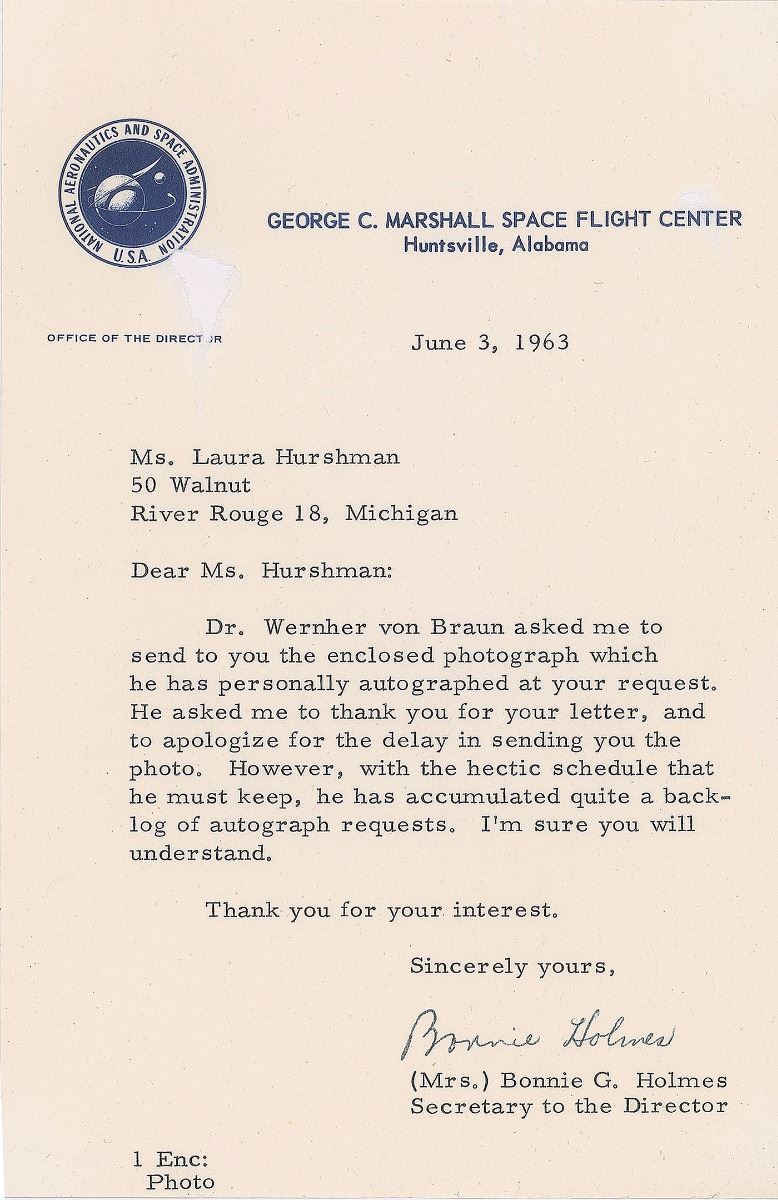 NATIONAL AERONAUTICS AND SPACE ADMINISTRATION
U.S.A.
GEORGE C. MARSHALL SPACE FLIGHT CENTER
Huntsville, Alabama
OFFICE OF THE DIRECTOR
June 3, 1963
Ms. Laura Hurshman
50 Walnut
River Rouge 18, Michigan
Dear Ms. Hurshman:
Dr. Wernher von Braun asked me to
send to you the enclosed photograph which
he has personally autographed at your request.
He asked me to thank you for your letter, and
to apologize for the delay in sending you the
photo. However, with the hectic schedule that
he must keep, he has accumulated quite a back-
log of autograph requests. I'm sure you will
understand.
Thank you for your interest.
Sincerely yours,
Bonnie Holmes
(Mrs.) Bonnie G. Holmes
Secretary to the Director
1 Enc:
Photo